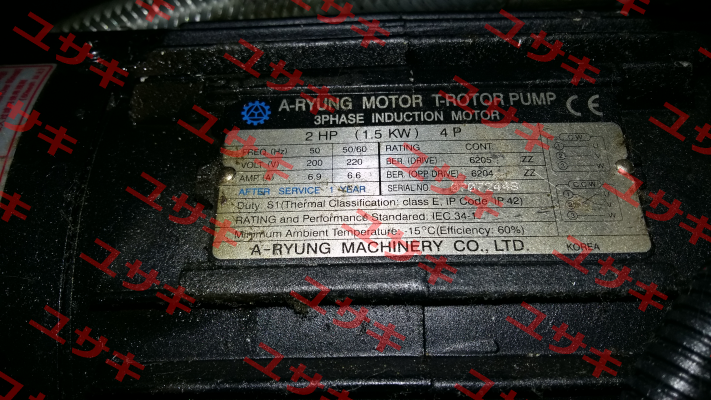 A-RYUNG MOTOR T-ROTOR PUMP
3PHASE INDUCTION MOTOR
CE
2 HP (1.5 KW) 4 P
FREQ (Hz) 50 50/60 RATING CONT
VOLT (V) 200 220 BER. (DRIVE) 6205 ZZ
AMP (A) 6.9 6.6 BER. (OPP DRIVE) 6204 ZZ
AFTER SERVICE 1 YEAR SERIAL NO
C.W
C.C.W
Duty: S1(Thermal Classification: class E, IP Code: IP 42)
RATING and Performance Standared: IEC 34-1
Minimum Ambient Temperature: -15°C(Efficiency: 60%)
A-RYUNG MACHINERY CO., LTD.
KOREA
ユサキ